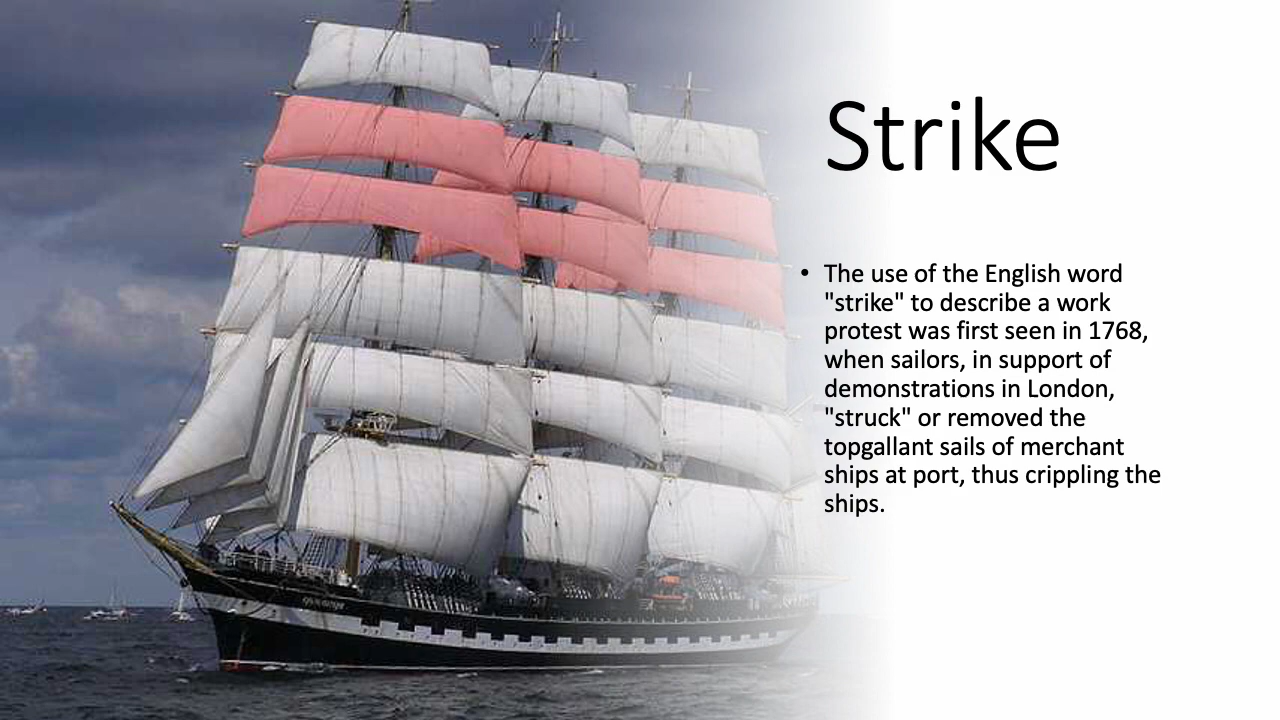 Strike
• The use of the English word
"strike" to describe a work
protest was first seen in 1768,
when sailors, in support of
demonstrations in London,
"struck" or removed the
topgallant sails of merchant
ships at port, thus crippling the
ships.